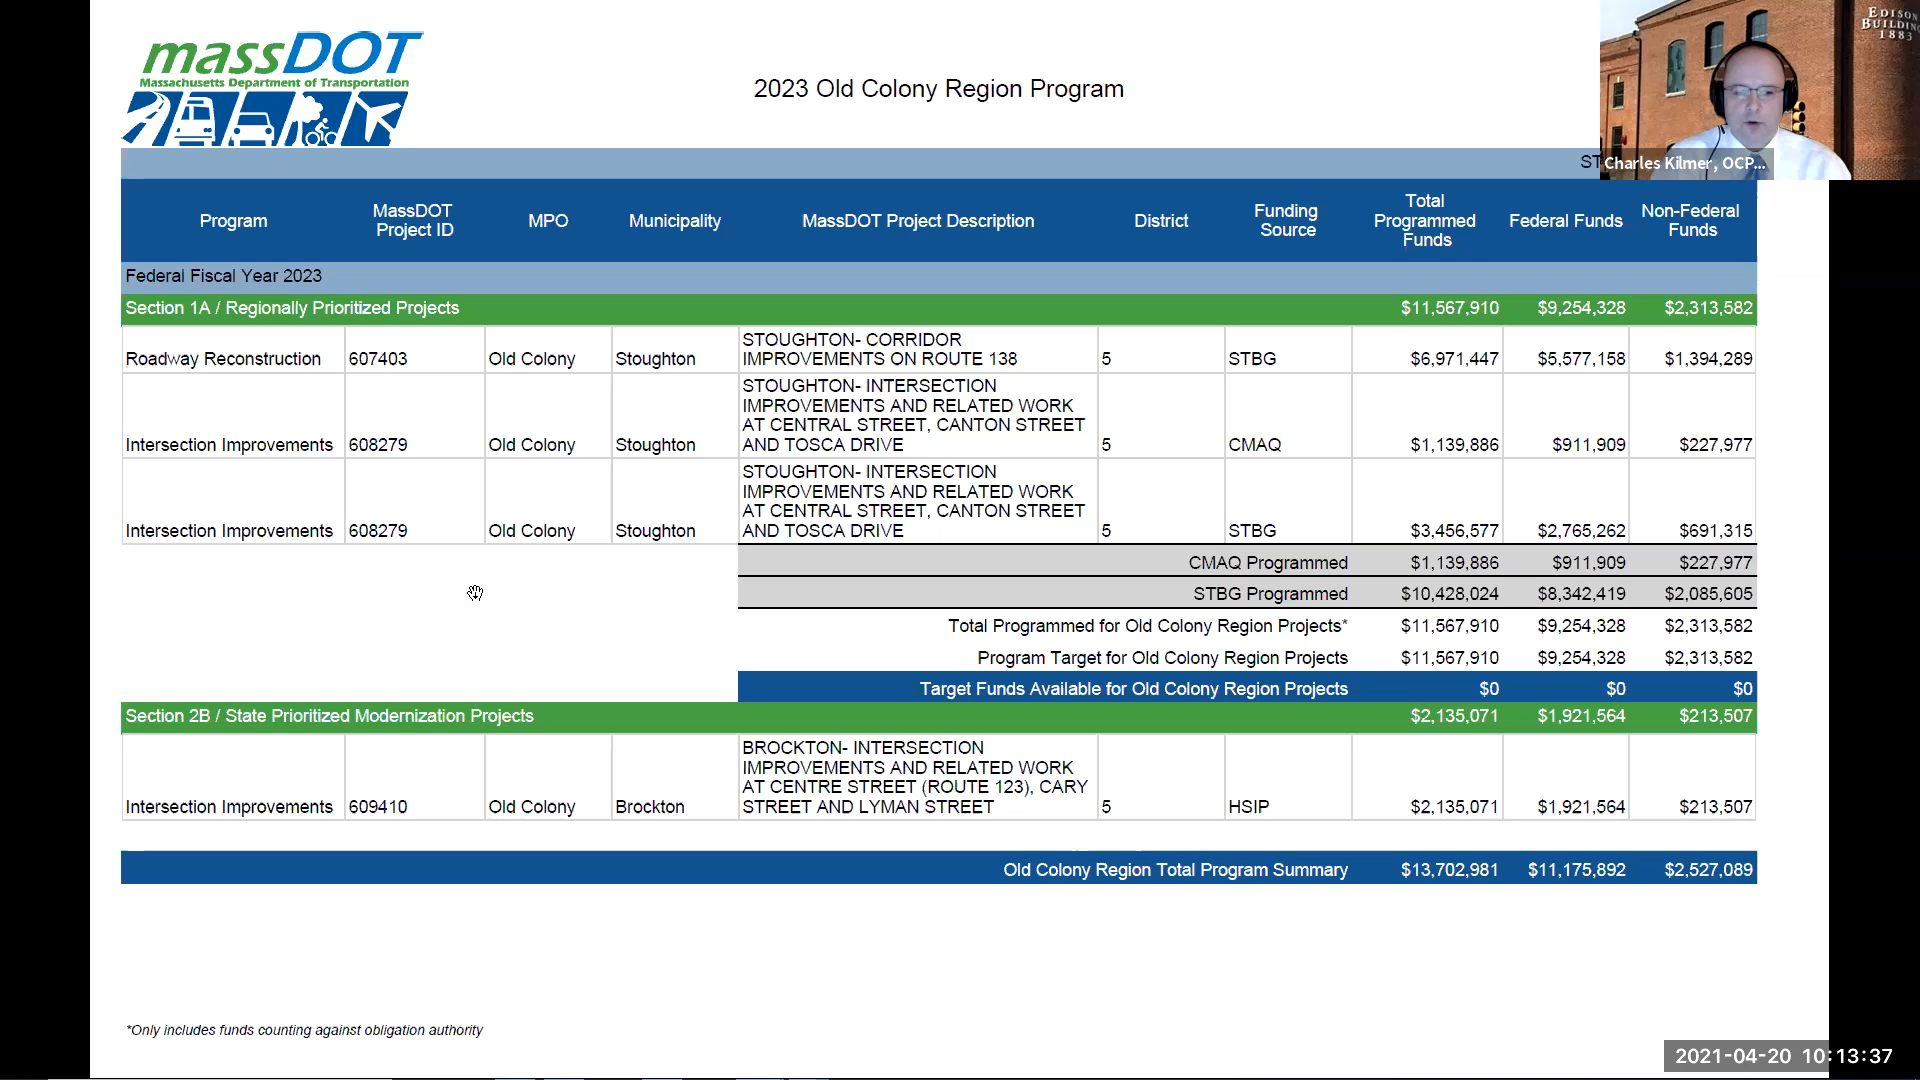 massDOT
Massachusetts Department of Transportation
2023 Old Colony Region Program
EDISON
BUILDING
1883
ST
Charles Kilmer, OCP...
Program
MassDOT
Project ID
MPO
Municipality
MassDOT Project Description
District
Funding
Source
Total
Programmed
Funds
Federal Funds
Non-Federal
Funds
Federal Fiscal Year 2023
Section 1A / Regionally Prioritized Projects $11,567,910 $9,254,328 $2,313,582
STOUGHTON- CORRIDOR
Roadway Reconstruction 607403 Old Colony Stoughton IMPROVEMENTS ON ROUTE 138 5 STBG $6,971,447 $5,577,158 $1,394,289
STOUGHTON- INTERSECTION
IMPROVEMENTS AND RELATED WORK
AT CENTRAL STREET, CANTON STREET
Intersection Improvements 608279 Old Colony Stoughton AND TOSCA DRIVE 5 CMAQ $1,139,886 $911,909 $227,977
STOUGHTON- INTERSECTION
IMPROVEMENTS AND RELATED WORK
AT CENTRAL STREET, CANTON STREET
Intersection Improvements 608279 Old Colony Stoughton AND TOSCA DRIVE 5 STBG $3,456,577 $2,765,262 $691,315
CMAQ Programmed $1,139,886 $911,909 $227,977
STBG Programmed $10,428,024 $8,342,419 $2,085,605
Total Programmed for Old Colony Region Projects* $11,567,910 $9,254,328 $2,313,582
Program Target for Old Colony Region Projects $11,567,910 $9,254,328 $2,313,582
Target Funds Available for Old Colony Region Projects $0 $0 $0
Section 2B / State Prioritized Modernization Projects $2,135,071 $1,921,564 $213,507
BROCKTON- INTERSECTION
IMPROVEMENTS AND RELATED WORK
AT CENTRE STREET (ROUTE 123), CARY
Intersection Improvements 609410 Old Colony Brockton STREET AND LYMAN STREET 5 HSIP $2,135,071 $1,921,564 $213,507
Old Colony Region Total Program Summary $13,702,981 $11,175,892 $2,527,089
*Only includes funds counting against obligation authority
2021-04-20 10:13:37